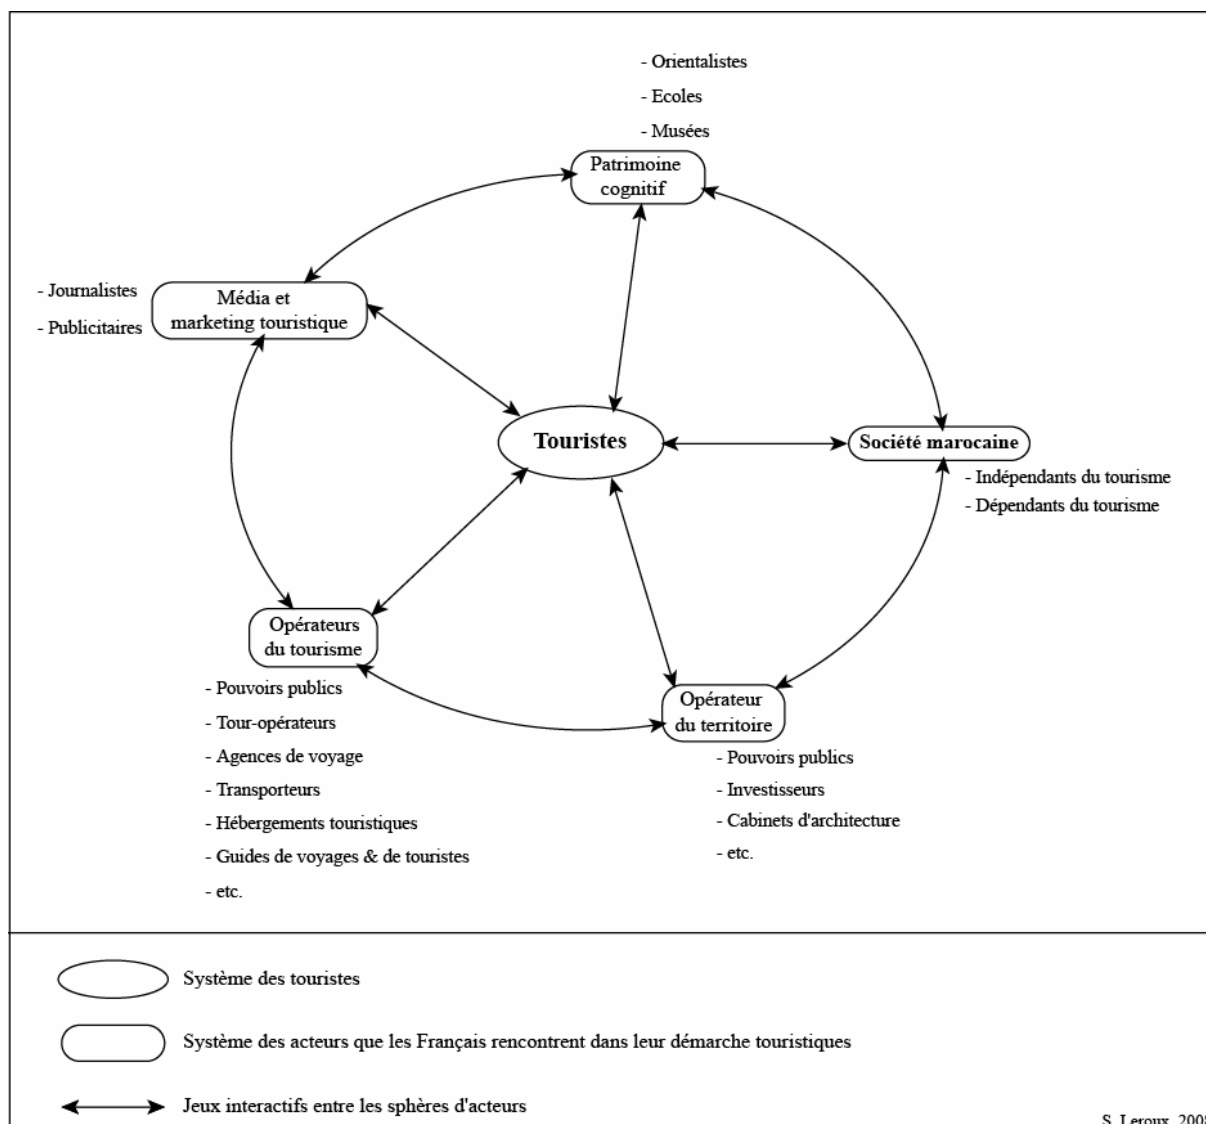 - Orientalistes
- Ecoles
- Musées
Patrimoine
cognitif
- Journalistes
- Publicitaires
Média et
marketing touristique
Touristes
Société marocaine
- Indépendants du tourisme
- Dépendants du tourisme
Opérateurs
du tourisme
- Pouvoirs publics
- Tour-opérateurs
- Agences de voyage
- Transporteurs
- Hébergements touristiques
- Guides de voyages & de touristes
- etc.
Opérateur
du territoire
- Pouvoirs publics
- Investisseurs
- Cabinets d'architecture
- etc.
Système des touristes
Système des acteurs que les Français rencontrent dans leur démarche touristiques
Jeux interactifs entre les sphères d'acteurs
S. Leroux, 2008